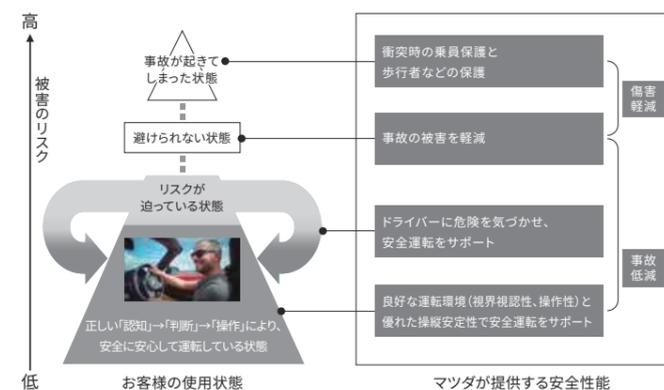 高
被害のリスク
低
事故が起きて
しまった状態
避けられない状態
リスクが
迫っている状態
正しい「認知」→「判断」→「操作」により、
安全に安心して運転している状態
お客様の使用状態
衝突時の乗員保護と
歩行者などの保護
事故の被害を軽減
ドライバーに危険を気づかせ、
安全運転をサポート
良好な運転環境（視界視認性、操作性）と
優れた操縦安定性で安全運転をサポート
傷害
軽減
事故
低減
マツダが提供する安全性能